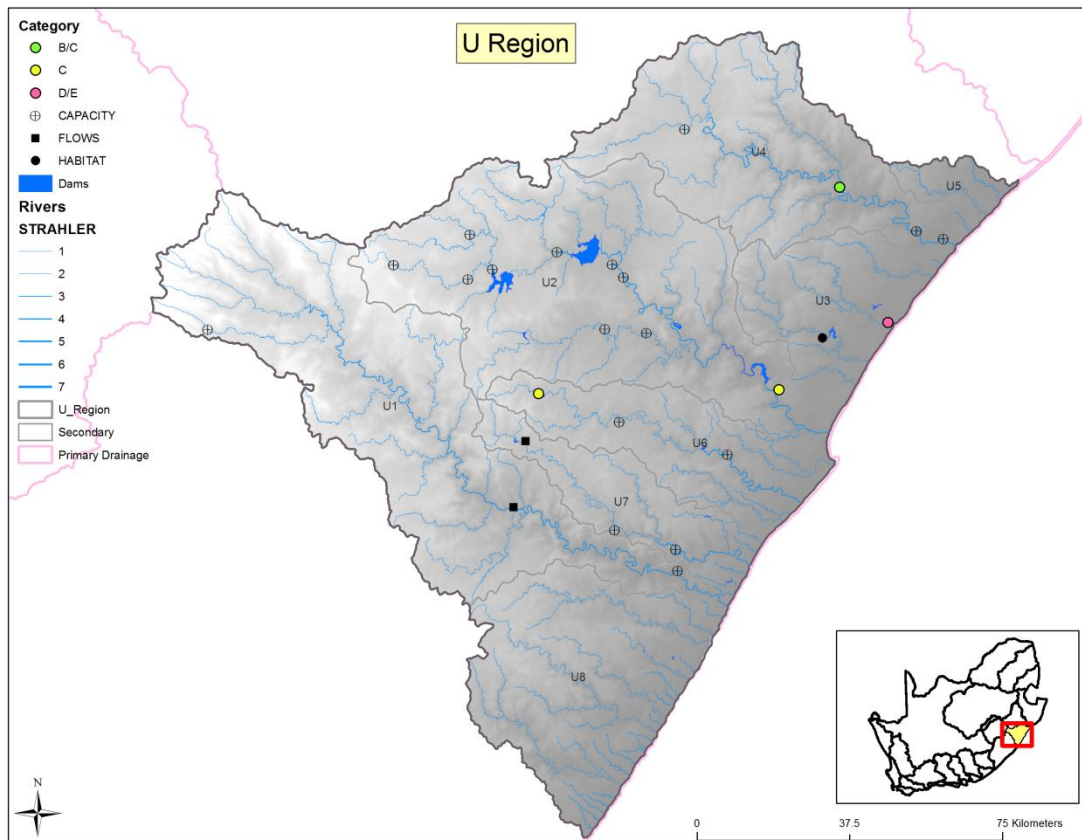 U Region
Category
B/C
C
D/E
CAPACITY
FLOWS
HABITAT
Dams
Rivers
STRAHLER
1
2
3
4
5
6
7
U_Region
Secondary
Primary Drainage
U4
U5
U2
U3
U1
U6
U7
U8
N
0 37.5 75 Kilometers